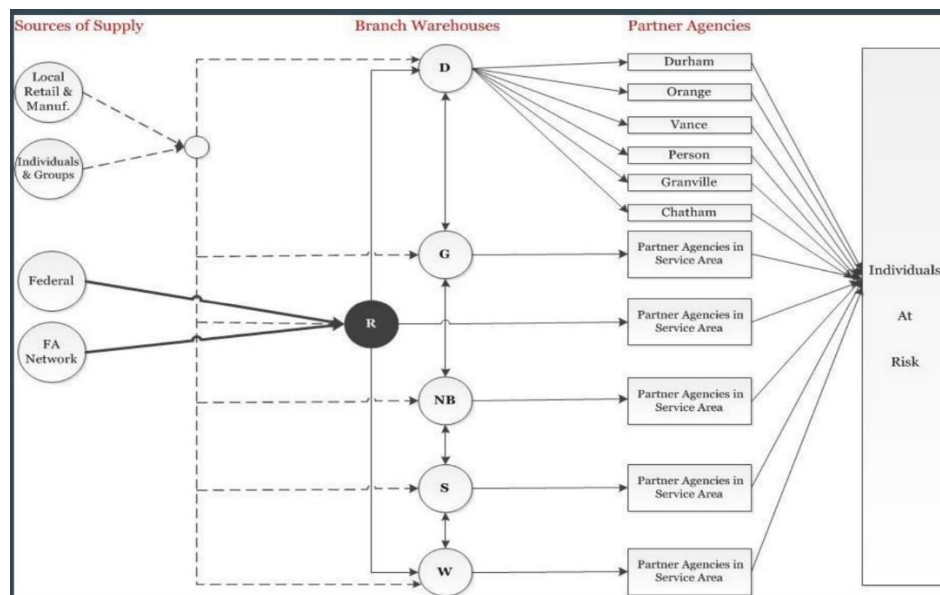 Sources of Supply
Branch Warehouses
Partner Agencies
Local
Retail &
Manuf.
Individuals
& Groups
Federal
FA
Network
D
G
R
NB
S
W
Durham
Orange
Vance
Person
Granville
Chatham
Partner Agencies in
Service Area
Partner Agencies in
Service Area
Partner Agencies in
Service Area
Partner Agencies in
Service Area
Partner Agencies in
Service Area
Individuals
At
Risk